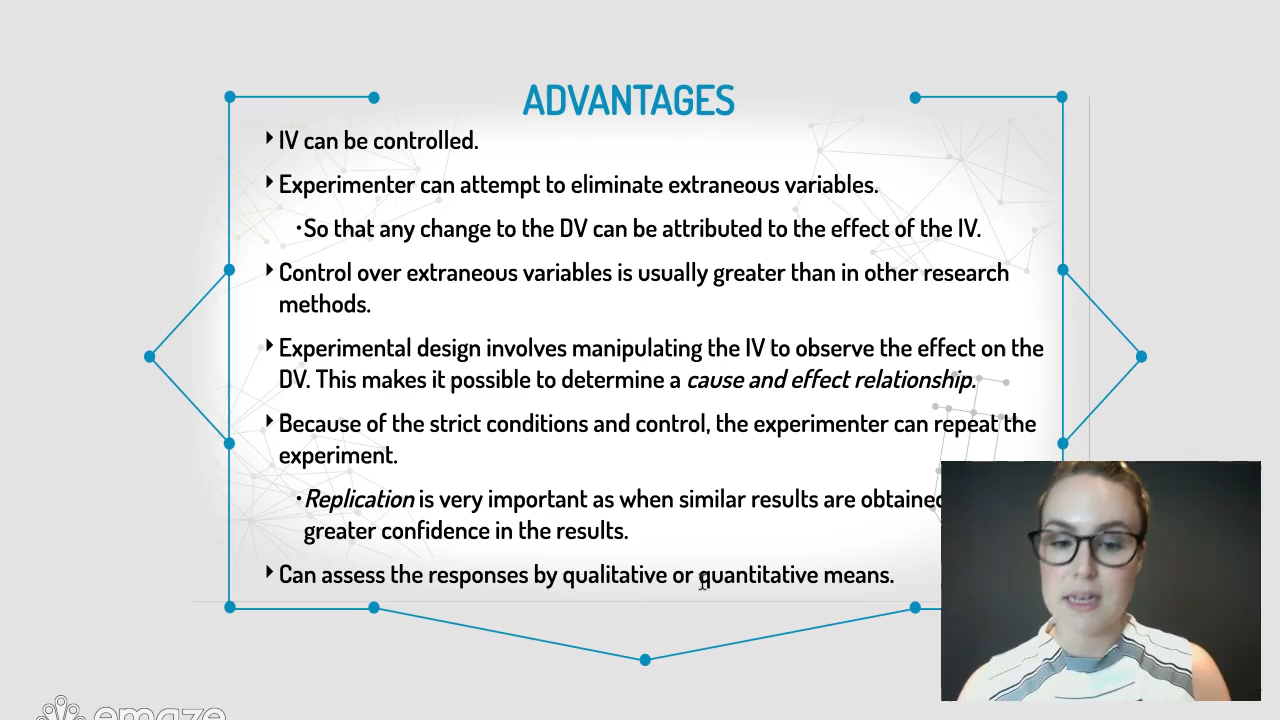 ADVANTAGES
IV can be controlled.
Experimenter can attempt to eliminate extraneous variables.
•So that any change to the DV can be attributed to the effect of the IV.
Control over extraneous variables is usually greater than in other research
methods.
Experimental design involves manipulating the IV to observe the effect on the
DV. This makes it possible to determine a cause and effect relationship.
Because of the strict conditions and control, the experimenter can repeat the
experiment.
•Replication is very important as when similar results are obtained
greater confidence in the results.
Can assess the responses by qualitative or quantitative means.
emaze